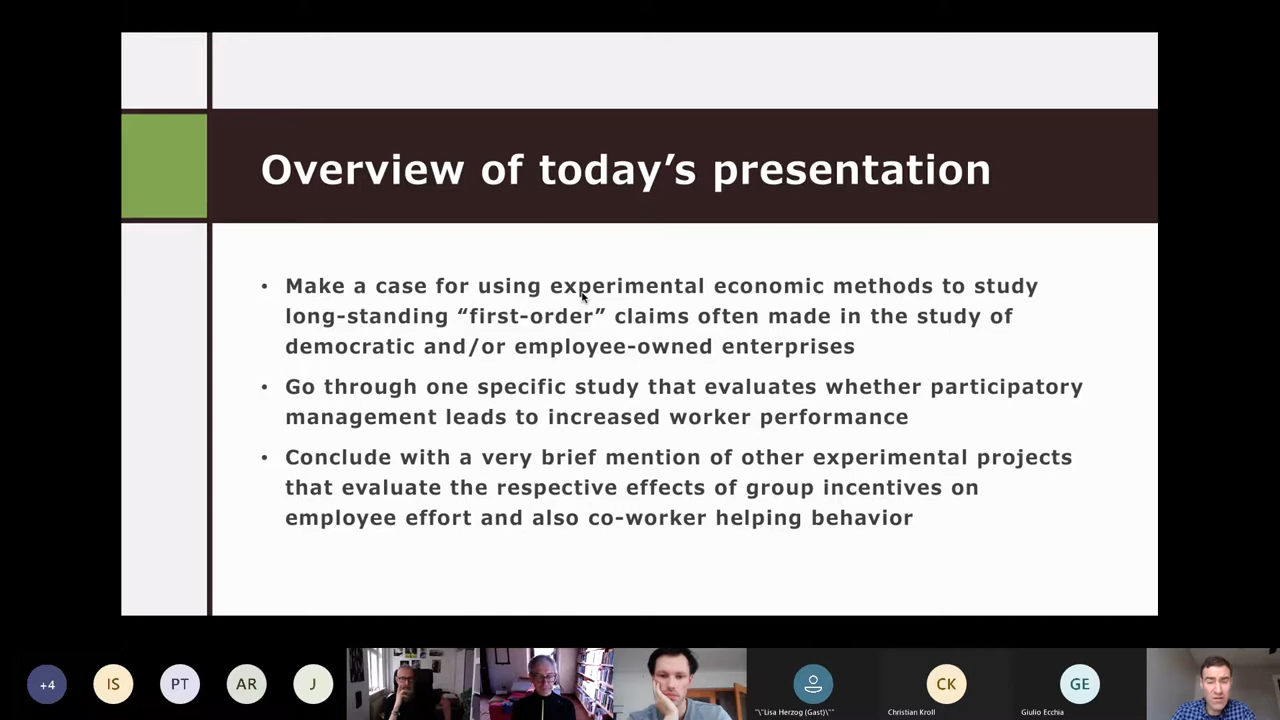 Overview of today’s presentation
• Make a case for using experimental economic methods to study
long-standing “first-order” claims often made in the study of
democratic and/or employee-owned enterprises
• Go through one specific study that evaluates whether participatory
management leads to increased worker performance
• Conclude with a very brief mention of other experimental projects
that evaluate the respective effects of group incentives on
employee effort and also co-worker helping behavior
+4 IS PT AR J CK GE
"\"Lisa Herzog (Gast)\"" Christian Kroll Giulio Ecchia